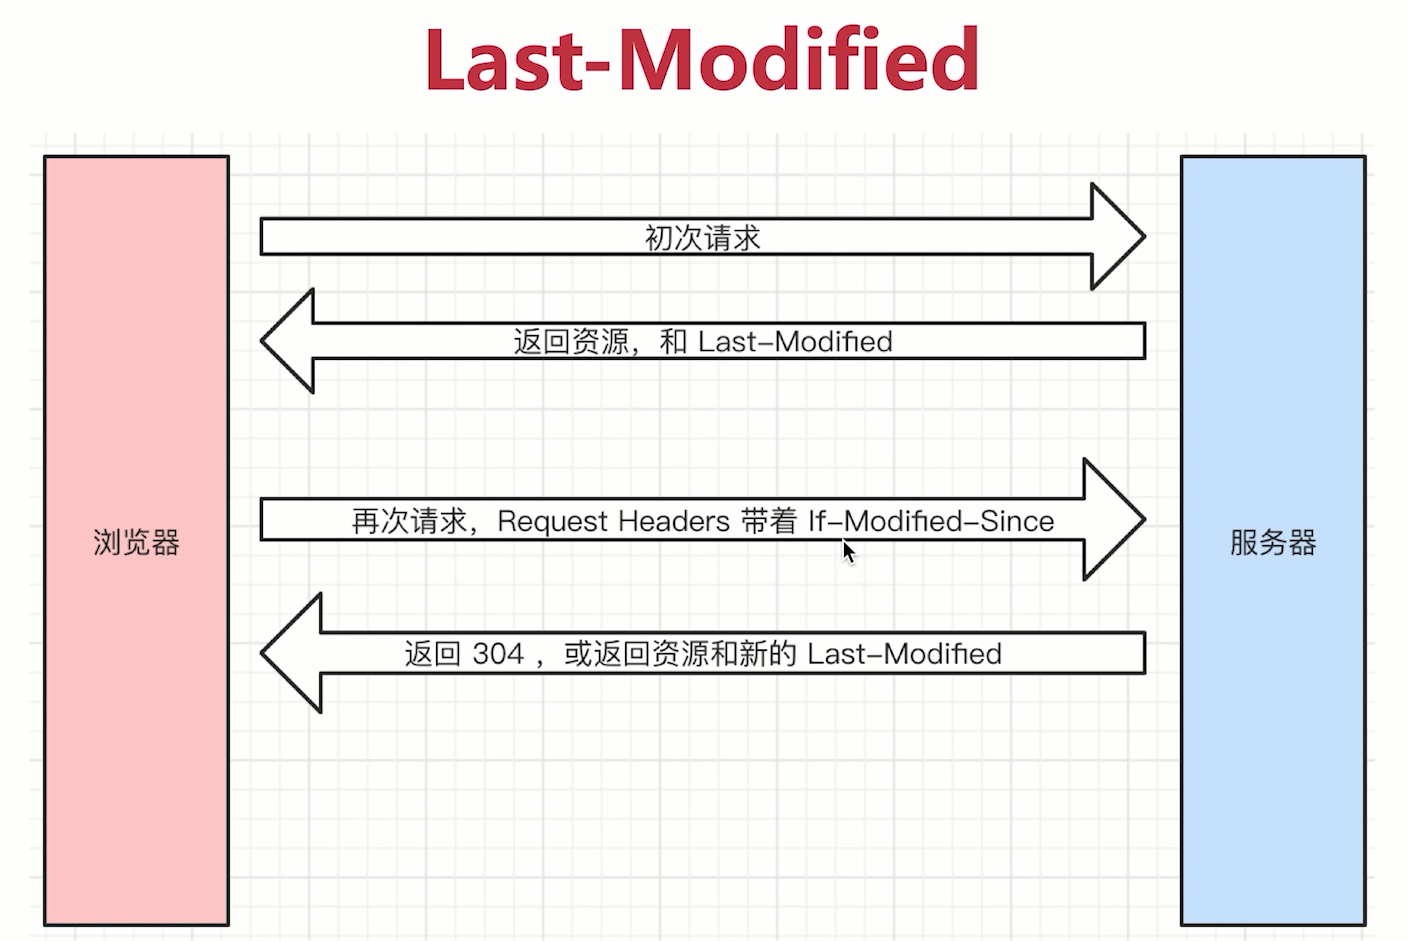 Last-Modified
初次请求
返回资源，和 Last-Modified
再次请求，Request Headers 带着 If-Modified-Since
浏览器
服务器
返回 304 ，或返回资源和新的 Last-Modified